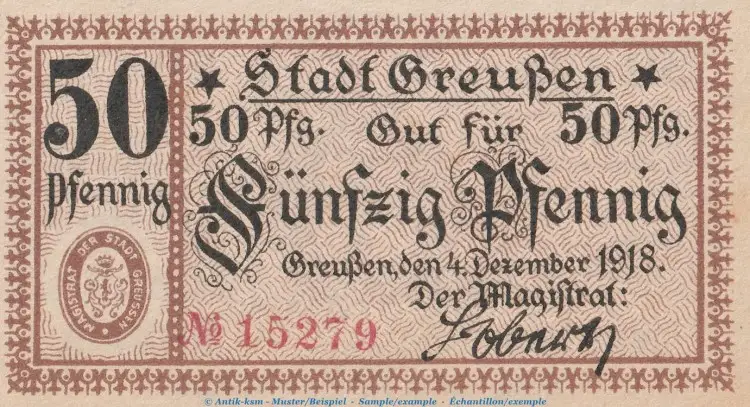 50
Pfennig
MAGISTRAT DER STADT GREUSSEN
★ Stadt Greußen ★
50 Pfg. Gut für 50 Pfg.
Fünfzig Pfennig
Greußen, den 4. Dezember 1918.
Der Magistrat:
№ 15279
© Antik-ksm - Muster/Beispiel - Sample/example - Échantillon/exemple